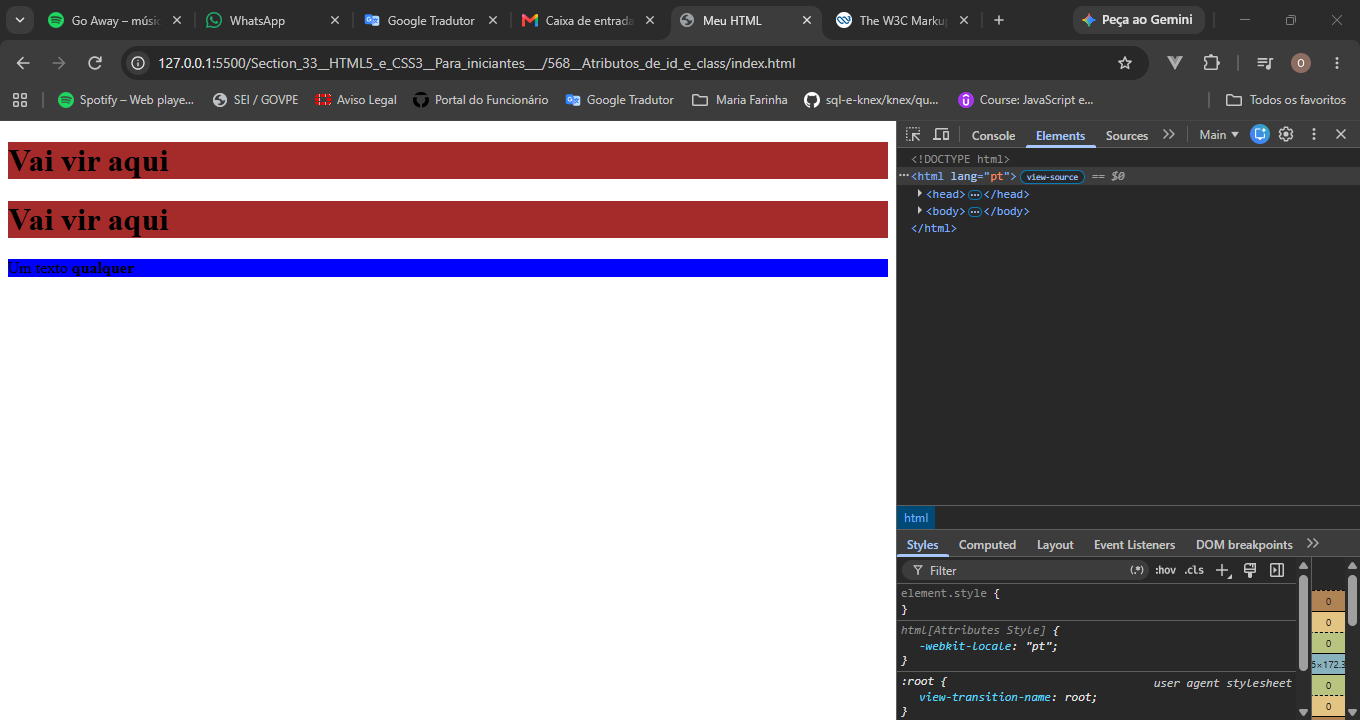 Go Away – músic
WhatsApp
Google Tradutor
Caixa de entrada
Meu HTML
The W3C Marku
Peça ao Gemini
127.0.0.1:5500/Section_33__HTML5_e_CSS3__Para_iniciantes___/568__Atributos_de_id_e_class/index.html
O
Spotify – Web playe...
SEI / GOVPE
Aviso Legal
Portal do Funcionário
Google Tradutor
Maria Farinha
sql-e-knex/knex/qu...
Course: JavaScript e...
Todos os favoritos
Vai vir aqui
Vai vir aqui
Um texto qualquer
Console
Elements
Sources
Main
<!DOCTYPE html>
<html lang="pt"> view-source == $0
<head> </head>
<body> </body>
</html>
html
Styles
Computed
Layout
Event Listeners
DOM breakpoints
Filter
(.*)
:hov
.cls
element.style {
}
html[Attributes Style] {
-webkit-locale: "pt";
}
:root {
user agent stylesheet
view-transition-name: root;
}
0
0
0
5×172.3
0
0